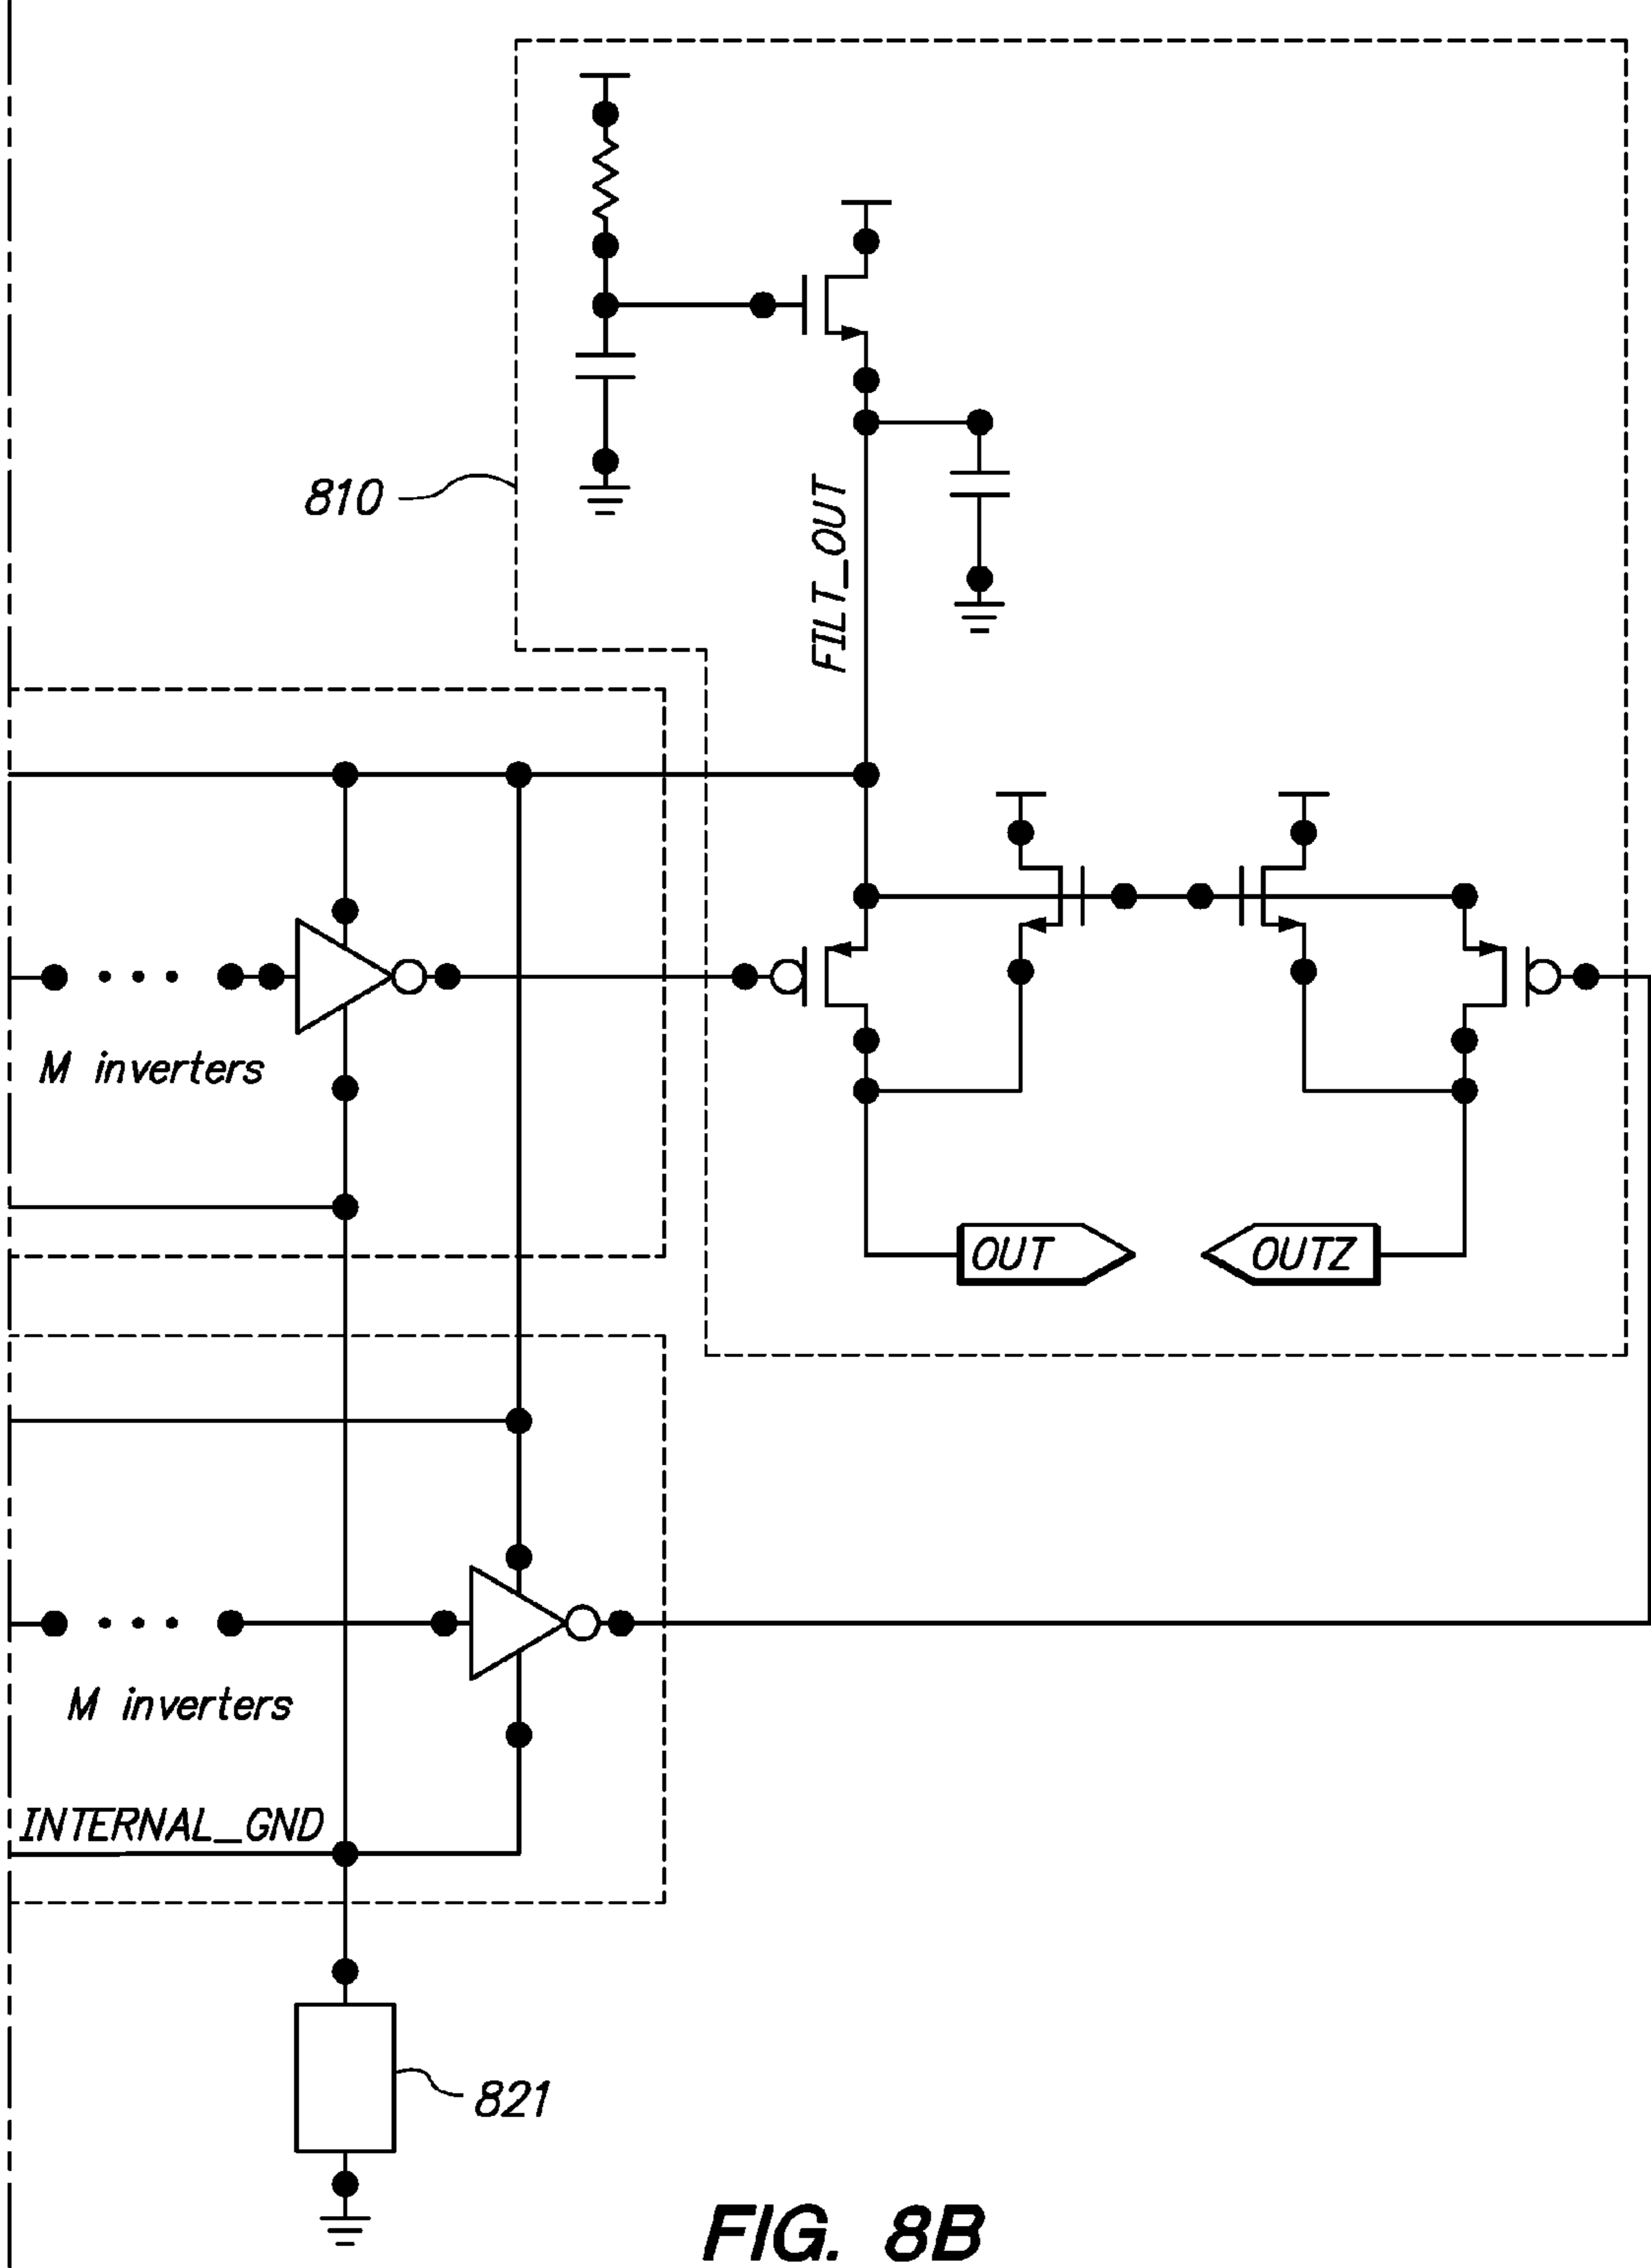 810
FILT_OUT
M inverters
OUT
OUTZ
M inverters
INTERNAL_GND
821
FIG. 8B